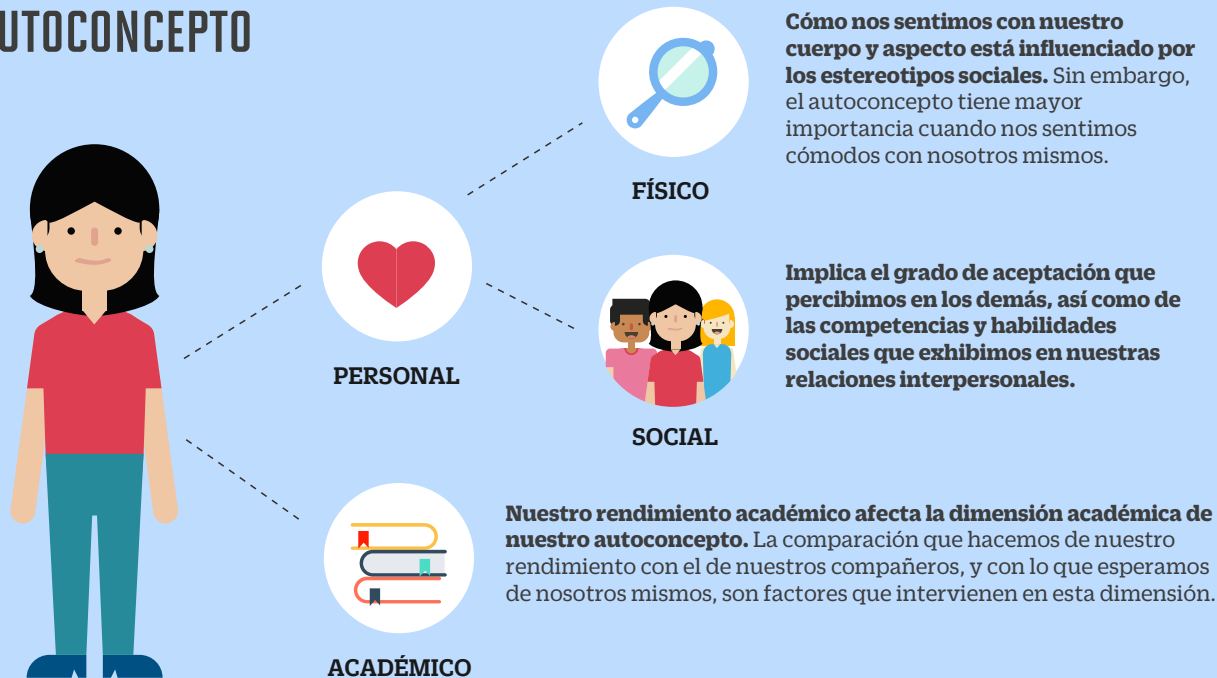 UTOCONCEPTO
Cómo nos sentimos con nuestro
cuerpo y aspecto está influenciado por
los estereotipos sociales. Sin embargo,
el autoconcepto tiene mayor
importancia cuando nos sentimos
cómodos con nosotros mismos.
FÍSICO
Implica el grado de aceptación que
percibimos en los demás, así como de
las competencias y habilidades
sociales que exhibimos en nuestras
relaciones interpersonales.
PERSONAL
SOCIAL
Nuestro rendimiento académico afecta la dimensión académica de
nuestro autoconcepto. La comparación que hacemos de nuestro
rendimiento con el de nuestros compañeros, y con lo que esperamos
de nosotros mismos, son factores que intervienen en esta dimensión.
ACADÉMICO